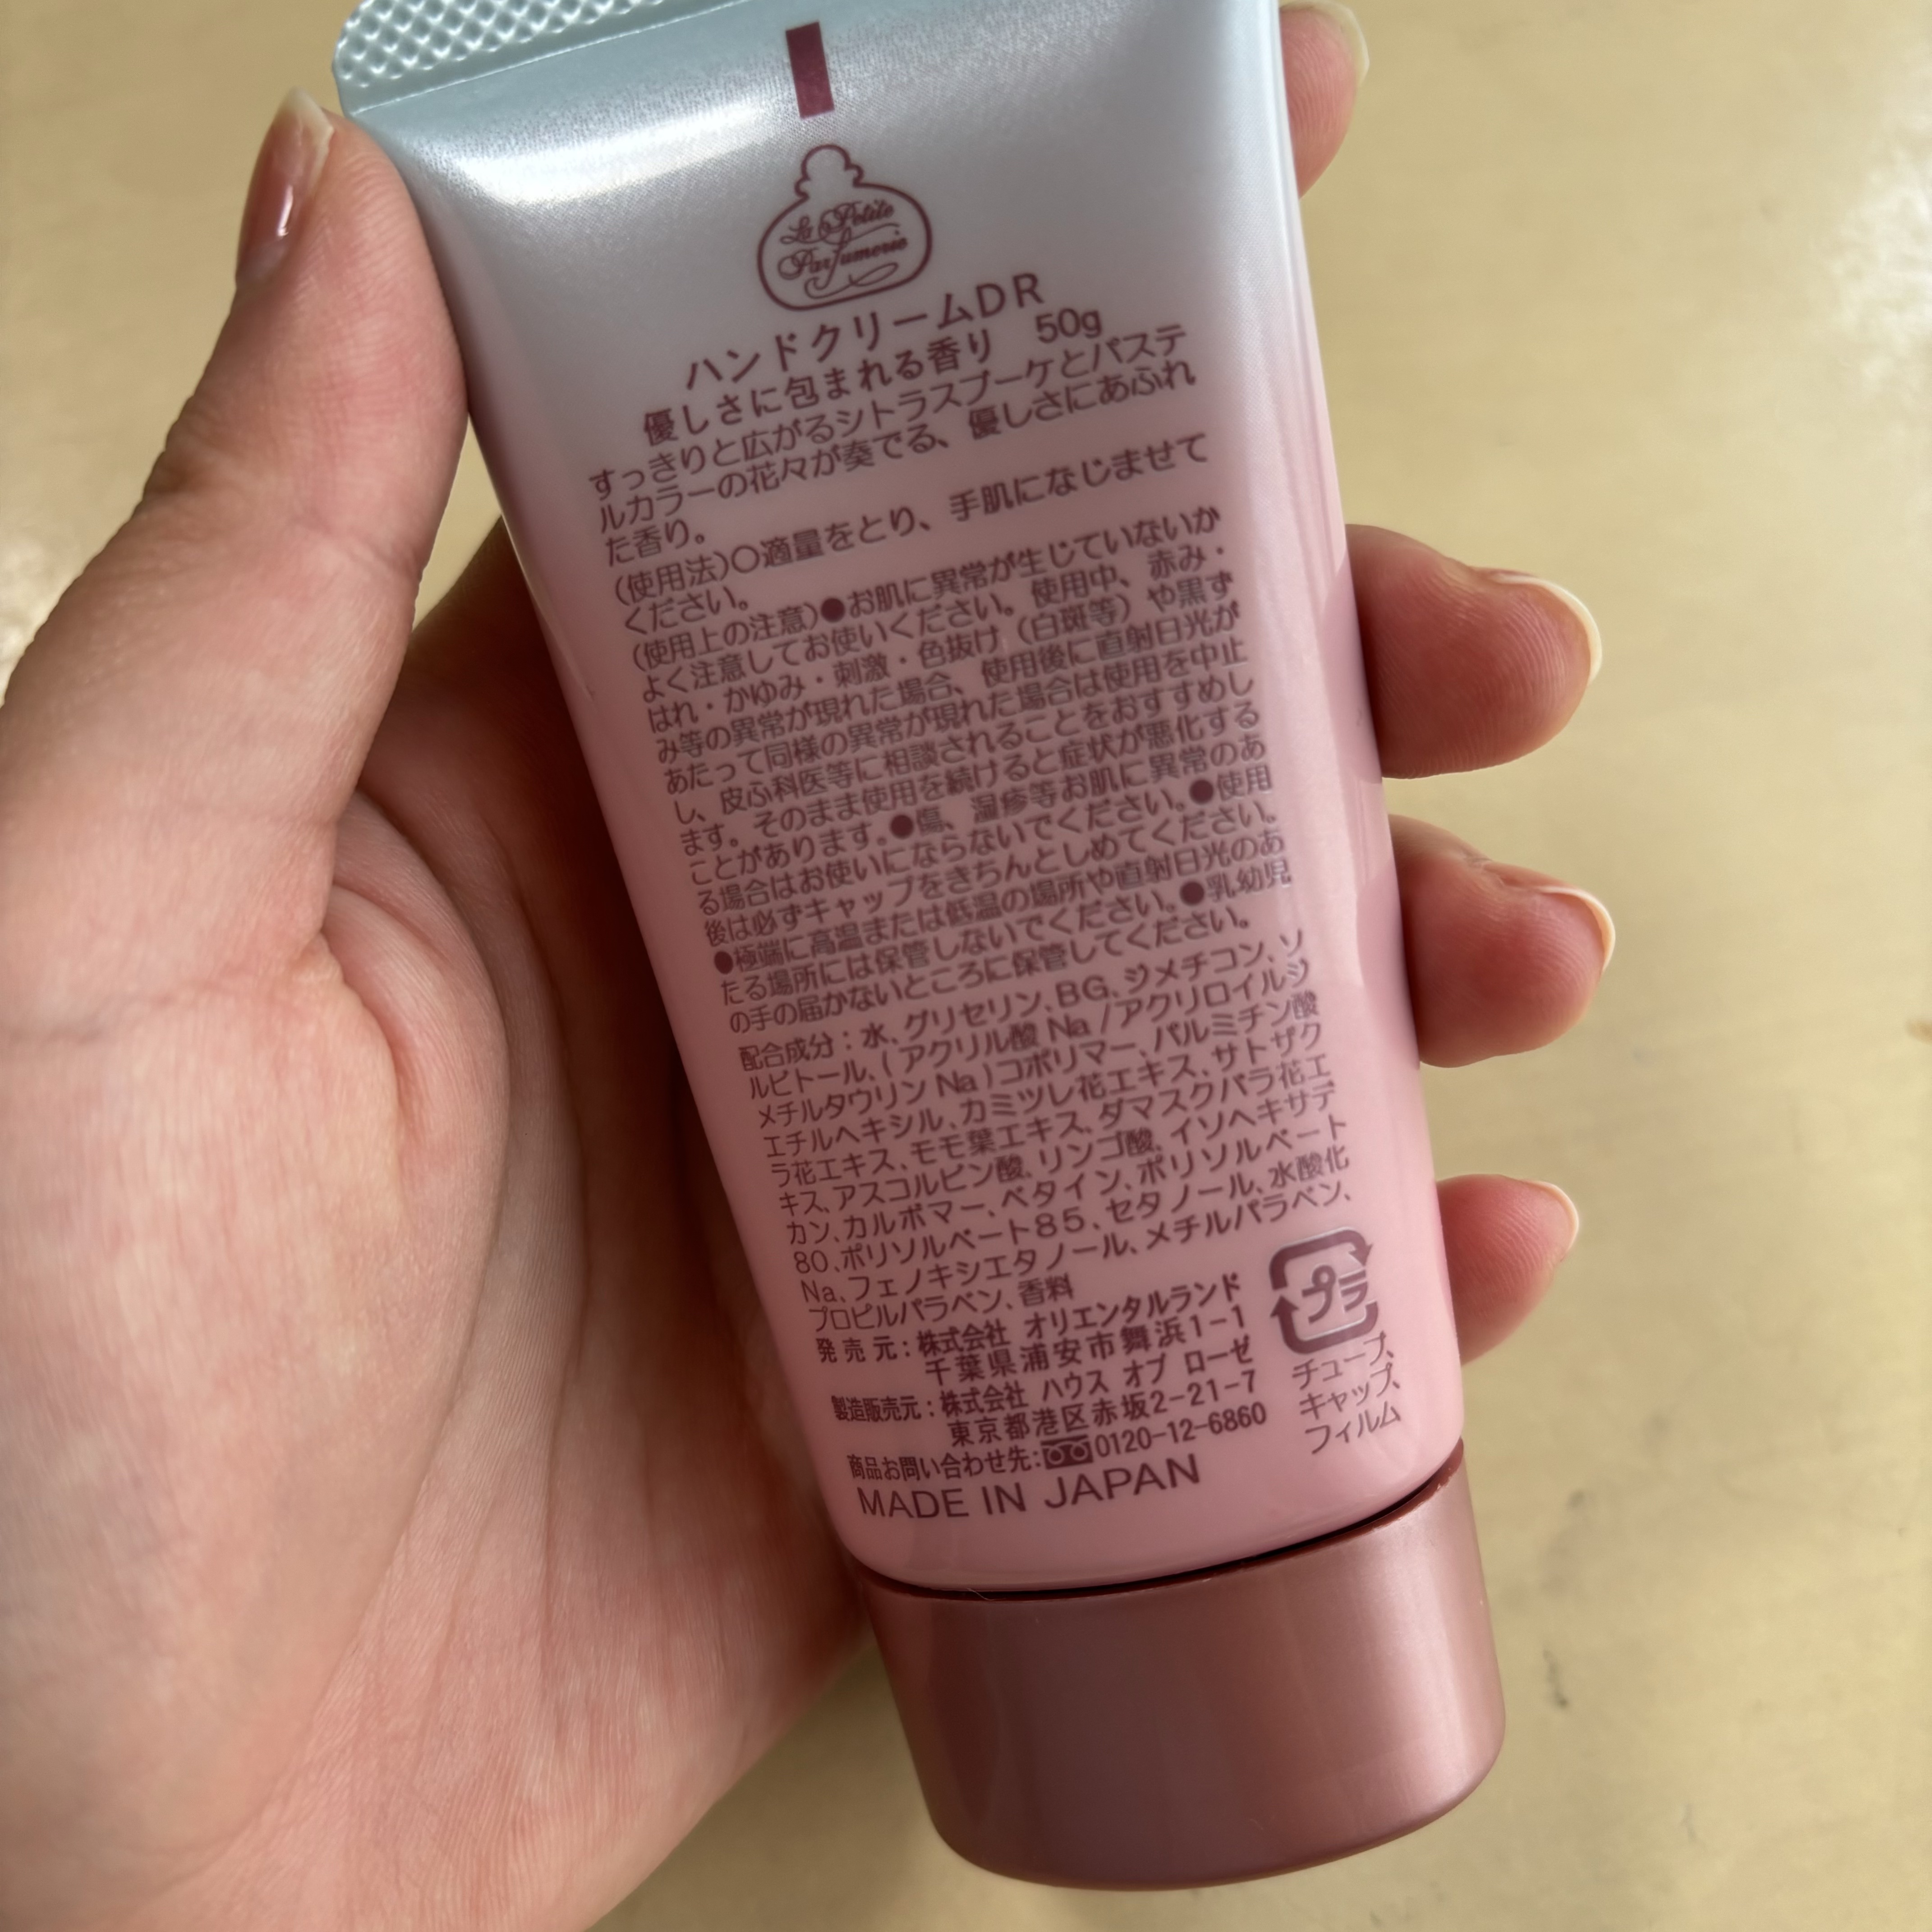 La Petite
Parfumerie
ハンドクリームDR
優しさに包まれる香り　50g
すっきりと広がるシトラスブーケとパステ
ルカラーの花々が奏でる、優しさにあふれ
た香り。
(使用法)○適量をとり、手肌になじませて
ください。
(使用上の注意)●お肌に異常が生じていないか
よく注意してお使いください。使用中、赤み・
はれ・かゆみ・刺激・色抜け（白斑等）や黒ず
み等の異常が現れた場合、使用後に直射日光が
あたって同様の異常が現れた場合は使用を中止
し、皮ふ科医等に相談されることをおすすめし
ます。そのまま使用を続けると症状が悪化する
ことがあります。●傷、湿疹等お肌に異常のあ
る場合はお使いにならないでください。●使用
後は必ずキャップをきちんとしめてください。
●極端に高温または低温の場所や直射日光のあ
たる場所には保管しないでください。●乳幼児
の手の届かないところに保管してください。
配合成分：水、グリセリン、BG、ジメチコン、ソ
ルビトール、(アクリル酸Na/アクリロイルジ
メチルタウリンNa)コポリマー、パルミチン酸
エチルヘキシル、カミツレ花エキス、サトザク
ラ花エキス、モモ葉エキス、ダマスクバラ花エ
キス、アスコルビン酸、リンゴ酸、イソヘキサデ
カン、カルボマー、ベタイン、ポリソルベート
80、ポリソルベート85、セタノール、水酸化
Na、フェノキシエタノール、メチルパラベン、
プロピルパラベン、香料
発売元：株式会社 オリエンタルランド
千葉県浦安市舞浜1-1
製造販売元：株式会社 ハウス オブ ローゼ
東京都港区赤坂2-21-7
商品お問い合わせ先：0120-12-6860
MADE IN JAPAN
プラ
チューブ、
キャップ、
フィルム